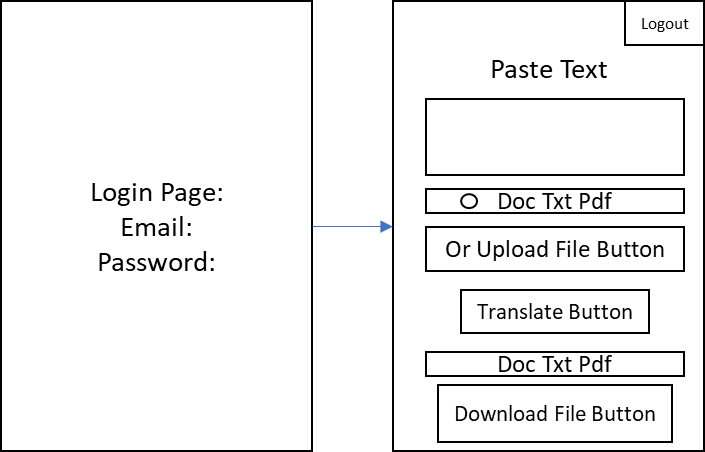 Login Page:
Email:
Password:
Logout
Paste Text
Doc Txt Pdf
Or Upload File Button
Translate Button
Doc Txt Pdf
Download File Button